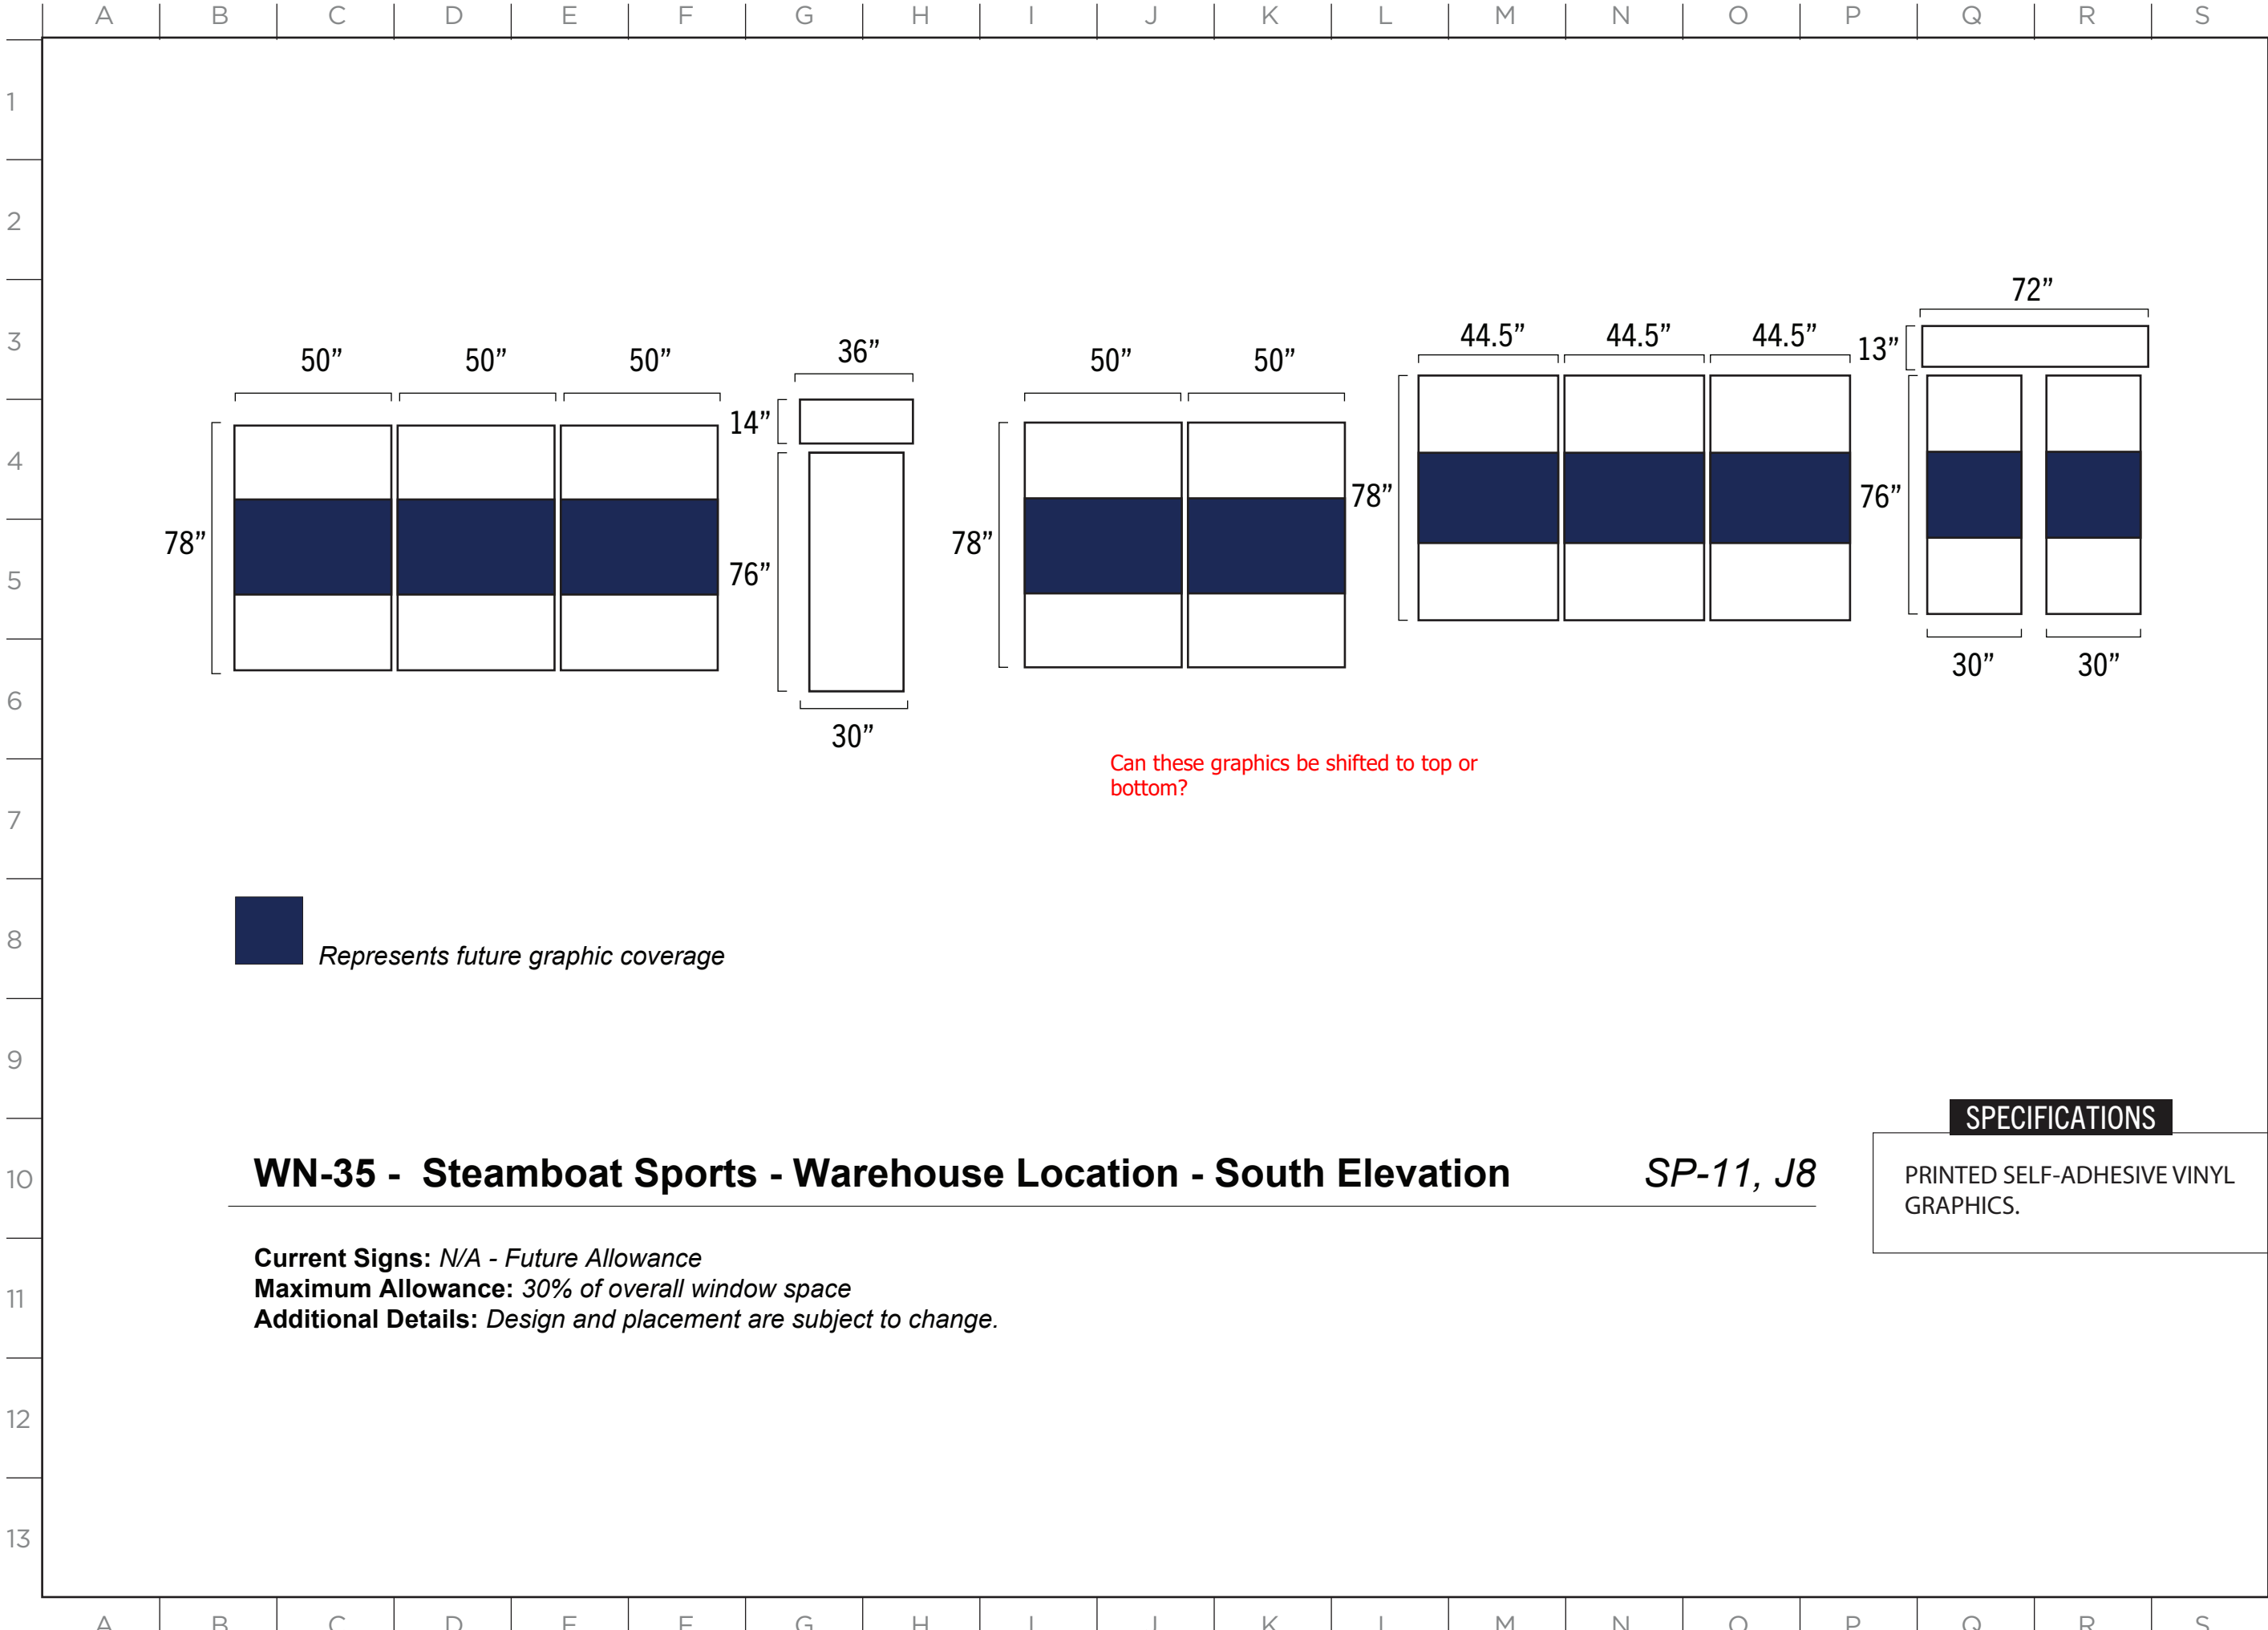 A B C D E F G H I J K L M N O P Q R S
1
2
3
4
5
6
7
8
9
10
11
12
13
72”
50” 50” 50” 36” 50” 50” 44.5” 44.5” 44.5” 13”
14”
78” 76” 78” 78” 76”
30” 30” 30”
Can these graphics be shifted to top or
bottom?
Represents future graphic coverage
SPECIFICATIONS
WN-35 - Steamboat Sports - Warehouse Location - South Elevation SP-11, J8
PRINTED SELF-ADHESIVE VINYL
GRAPHICS.
Current Signs: N/A - Future Allowance
Maximum Allowance: 30% of overall window space
Additional Details: Design and placement are subject to change.
A B C D E F G H I J K L M N O P Q R S